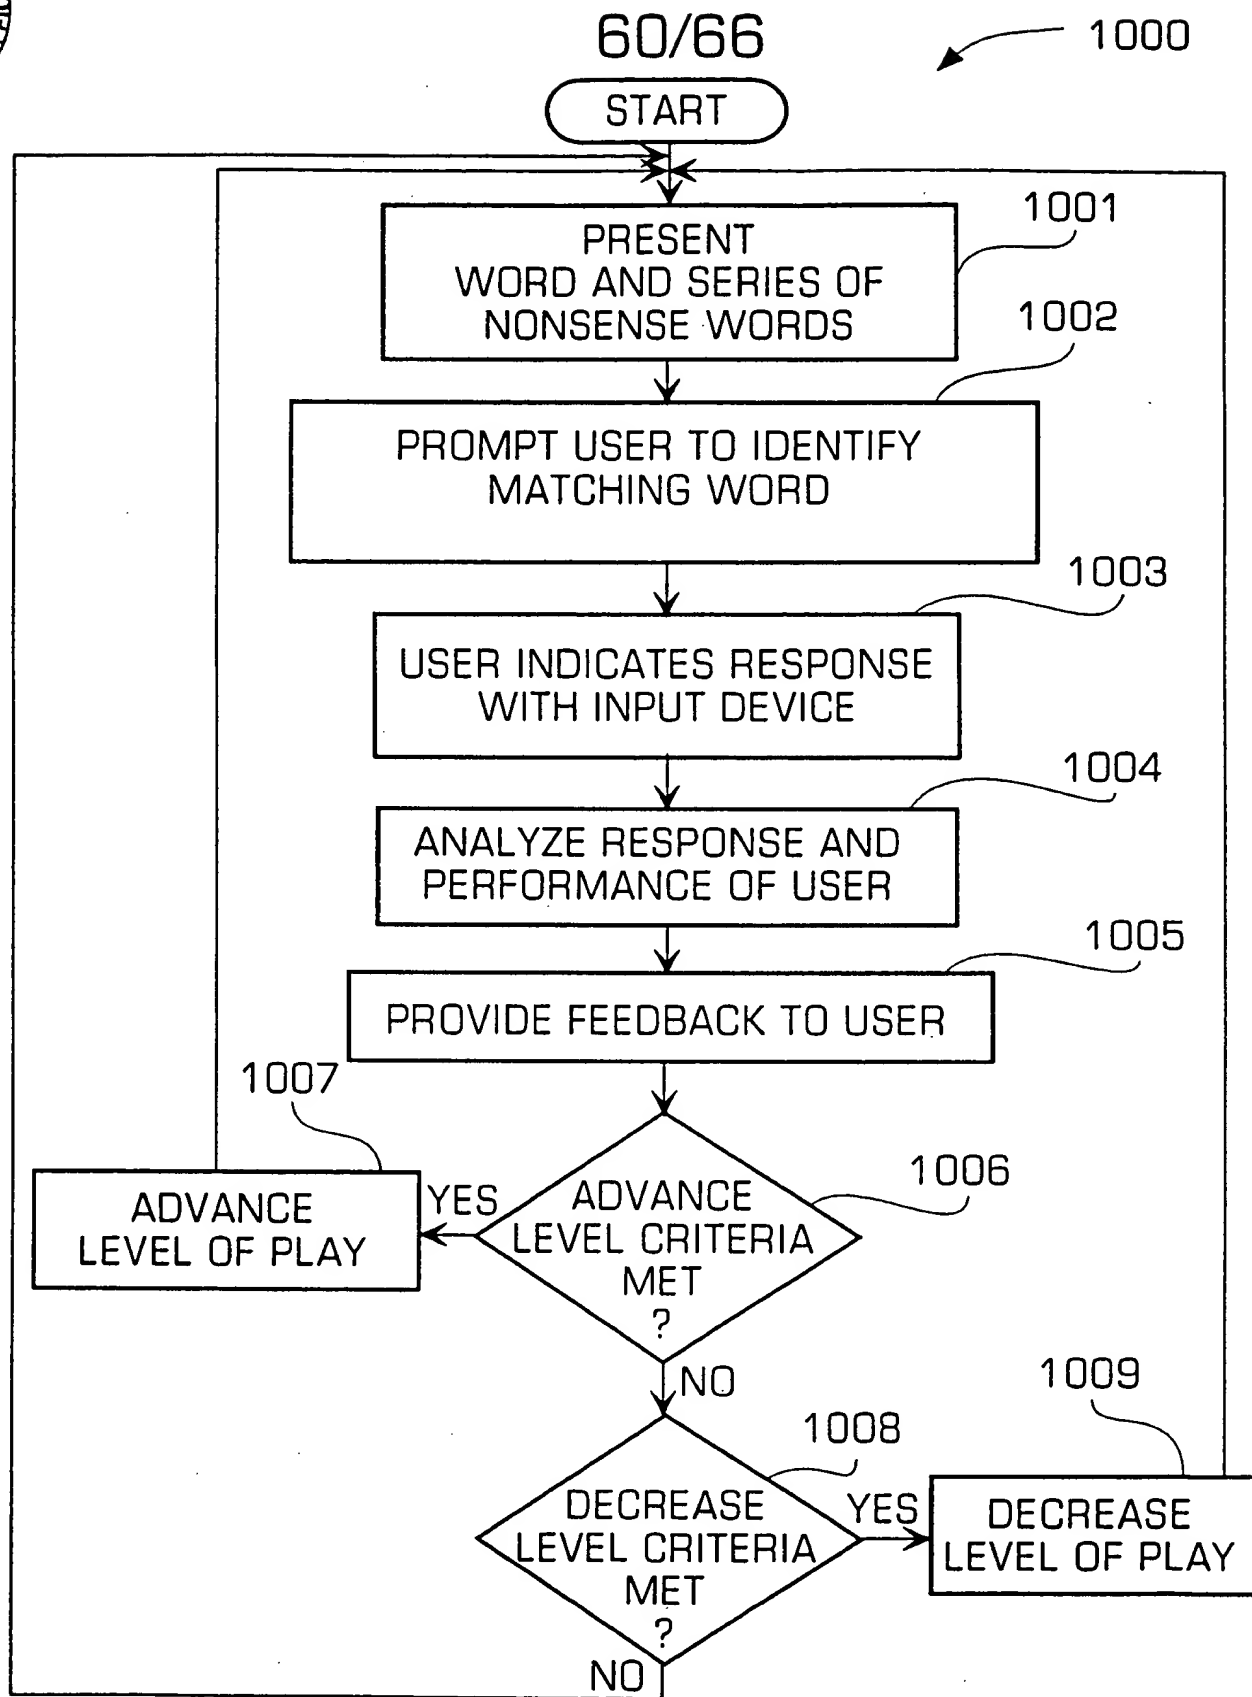 60/66
1000
START
1001
PRESENT
WORD AND SERIES OF
NONSENSE WORDS
1002
PROMPT USER TO IDENTIFY
MATCHING WORD
1003
USER INDICATES RESPONSE
WITH INPUT DEVICE
1004
ANALYZE RESPONSE AND
PERFORMANCE OF USER
1005
PROVIDE FEEDBACK TO USER
1007
1006
ADVANCE
LEVEL OF PLAY
YES
ADVANCE
LEVEL CRITERIA
MET
?
NO
1009
1008
DECREASE
LEVEL CRITERIA
MET
?
YES
DECREASE
LEVEL OF PLAY
NO